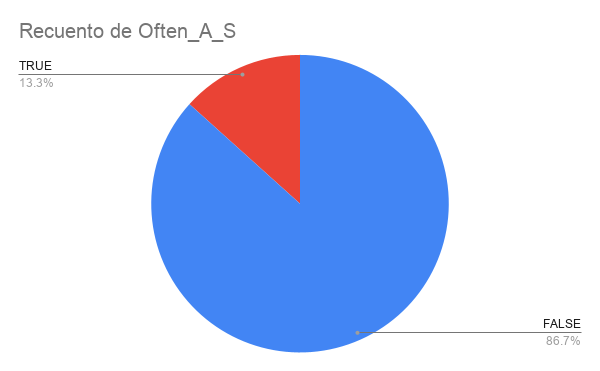 Recuento de Often_A_S
TRUE
13.3%
FALSE
86.7%